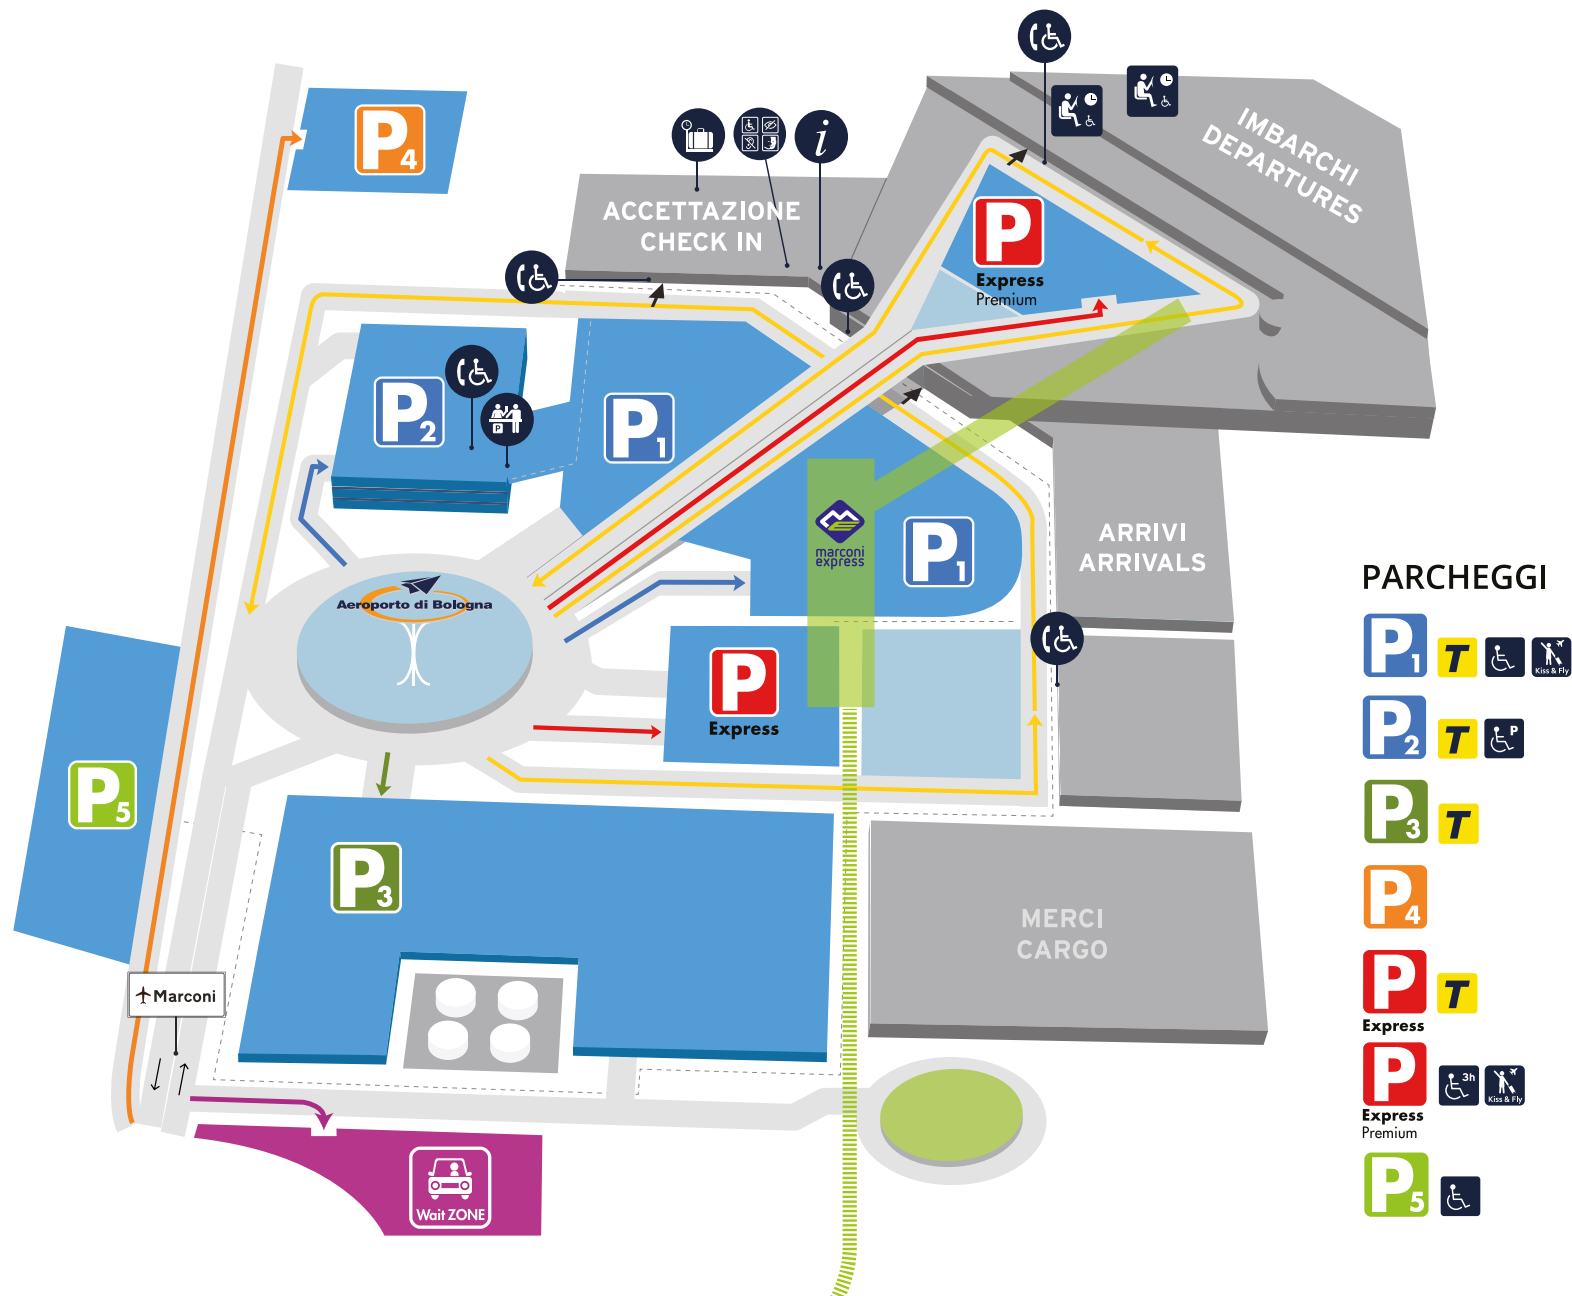 P4
ACCETTAZIONE
CHECK IN
i
IMBARCHI
DEPARTURES
P
Express
Premium
P2
P
P1
marconi
express
P1
ARRIVI
ARRIVALS
Aeroporto di Bologna
P
Express
P5
P3
MERCI
CARGO
Marconi
Wait ZONE
PARCHEGGI
P1 T Kiss & Fly
P2 T P
P3 T
P4
P T
Express
P 3h Kiss & Fly
Express
Premium
P5